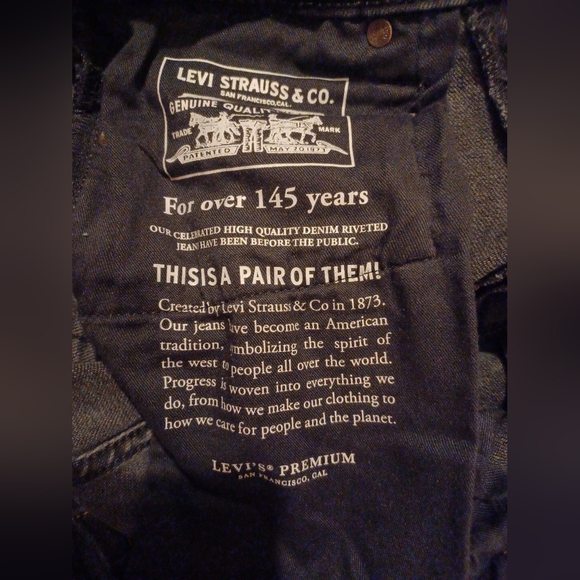 LEVI STRAUSS & CO.
SAN FRANCISCO, CAL.
GENUINE QUALITY
TRADE MARK
PATENTED MAY 20 1873
For over 145 years
OUR CELEBRATED HIGH QUALITY DENIM RIVETED
JEANS HAVE BEEN BEFORE THE PUBLIC.
THIS IS A PAIR OF THEM!
Created by Levi Strauss & Co in 1873.
Our jeans have become an American
tradition, symbolizing the spirit of
the west to people all over the world.
Progress is woven into everything we
do, from how we make our clothing to
how we care for people and the planet.
LEVI'S® PREMIUM
SAN FRANCISCO, CAL